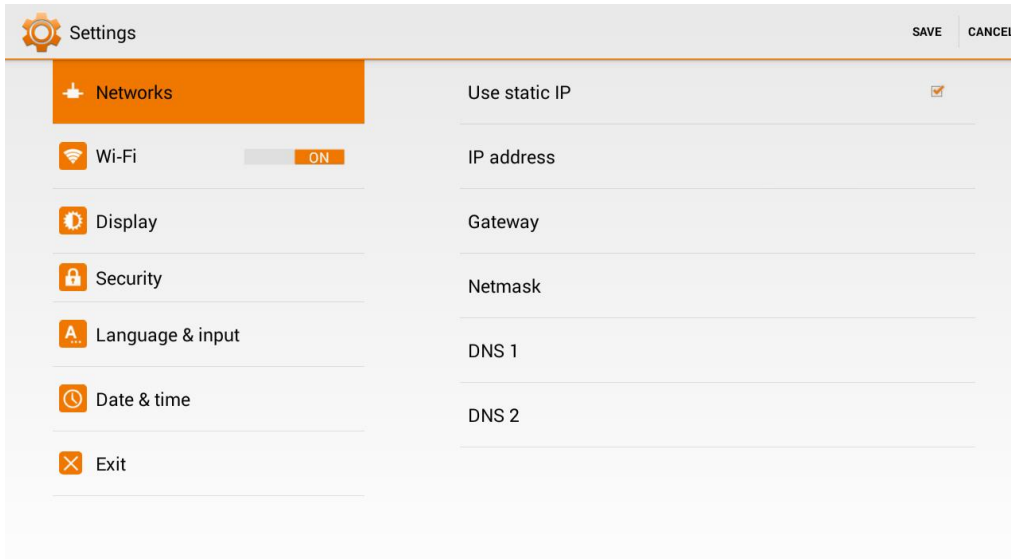 Settings
SAVE
CANCEL
Networks
Wi-Fi
ON
Display
Security
A...
Language & input
Date & time
Exit
Use static IP
IP address
Gateway
Netmask
DNS 1
DNS 2